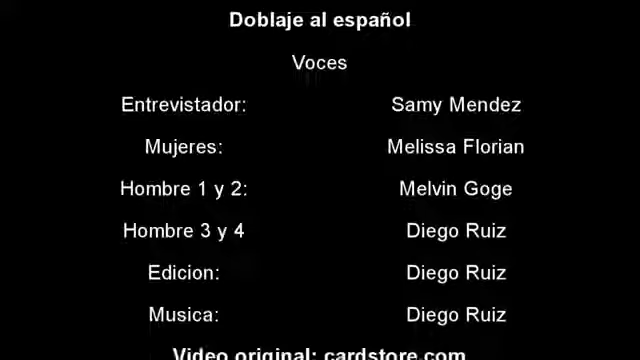 Doblaje al español
Voces
Entrevistador: Samy Mendez
Mujeres: Melissa Florian
Hombre 1 y 2: Melvin Goge
Hombre 3 y 4 Diego Ruiz
Edicion: Diego Ruiz
Musica: Diego Ruiz
Video original: cardstore.com